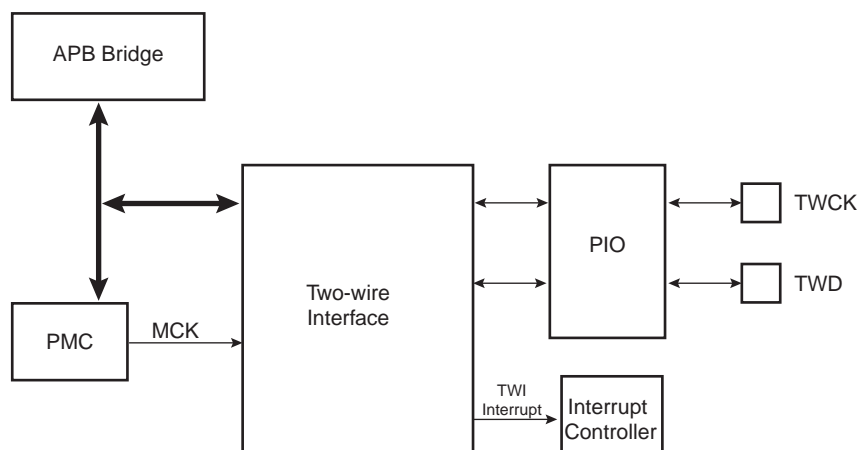 APB Bridge
TWCK
PIO
TWD
Two-wire
Interface
PMC
MCK
TWI
Interrupt
Interrupt
Controller